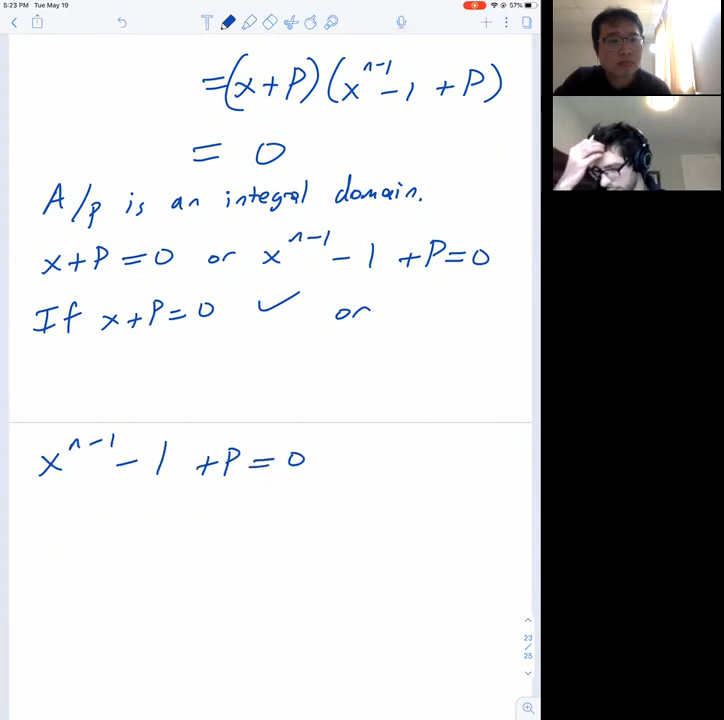 5:23 PM Tue May 19
57%
=(x+P)(x^{n-1}-1 +P)
= 0
A/p is an integral domain.
x+P=0 or x^{n-1}-1 +P=0
If x+P=0 ✓ or
x^{n-1}-1 +P=0
23
/
25